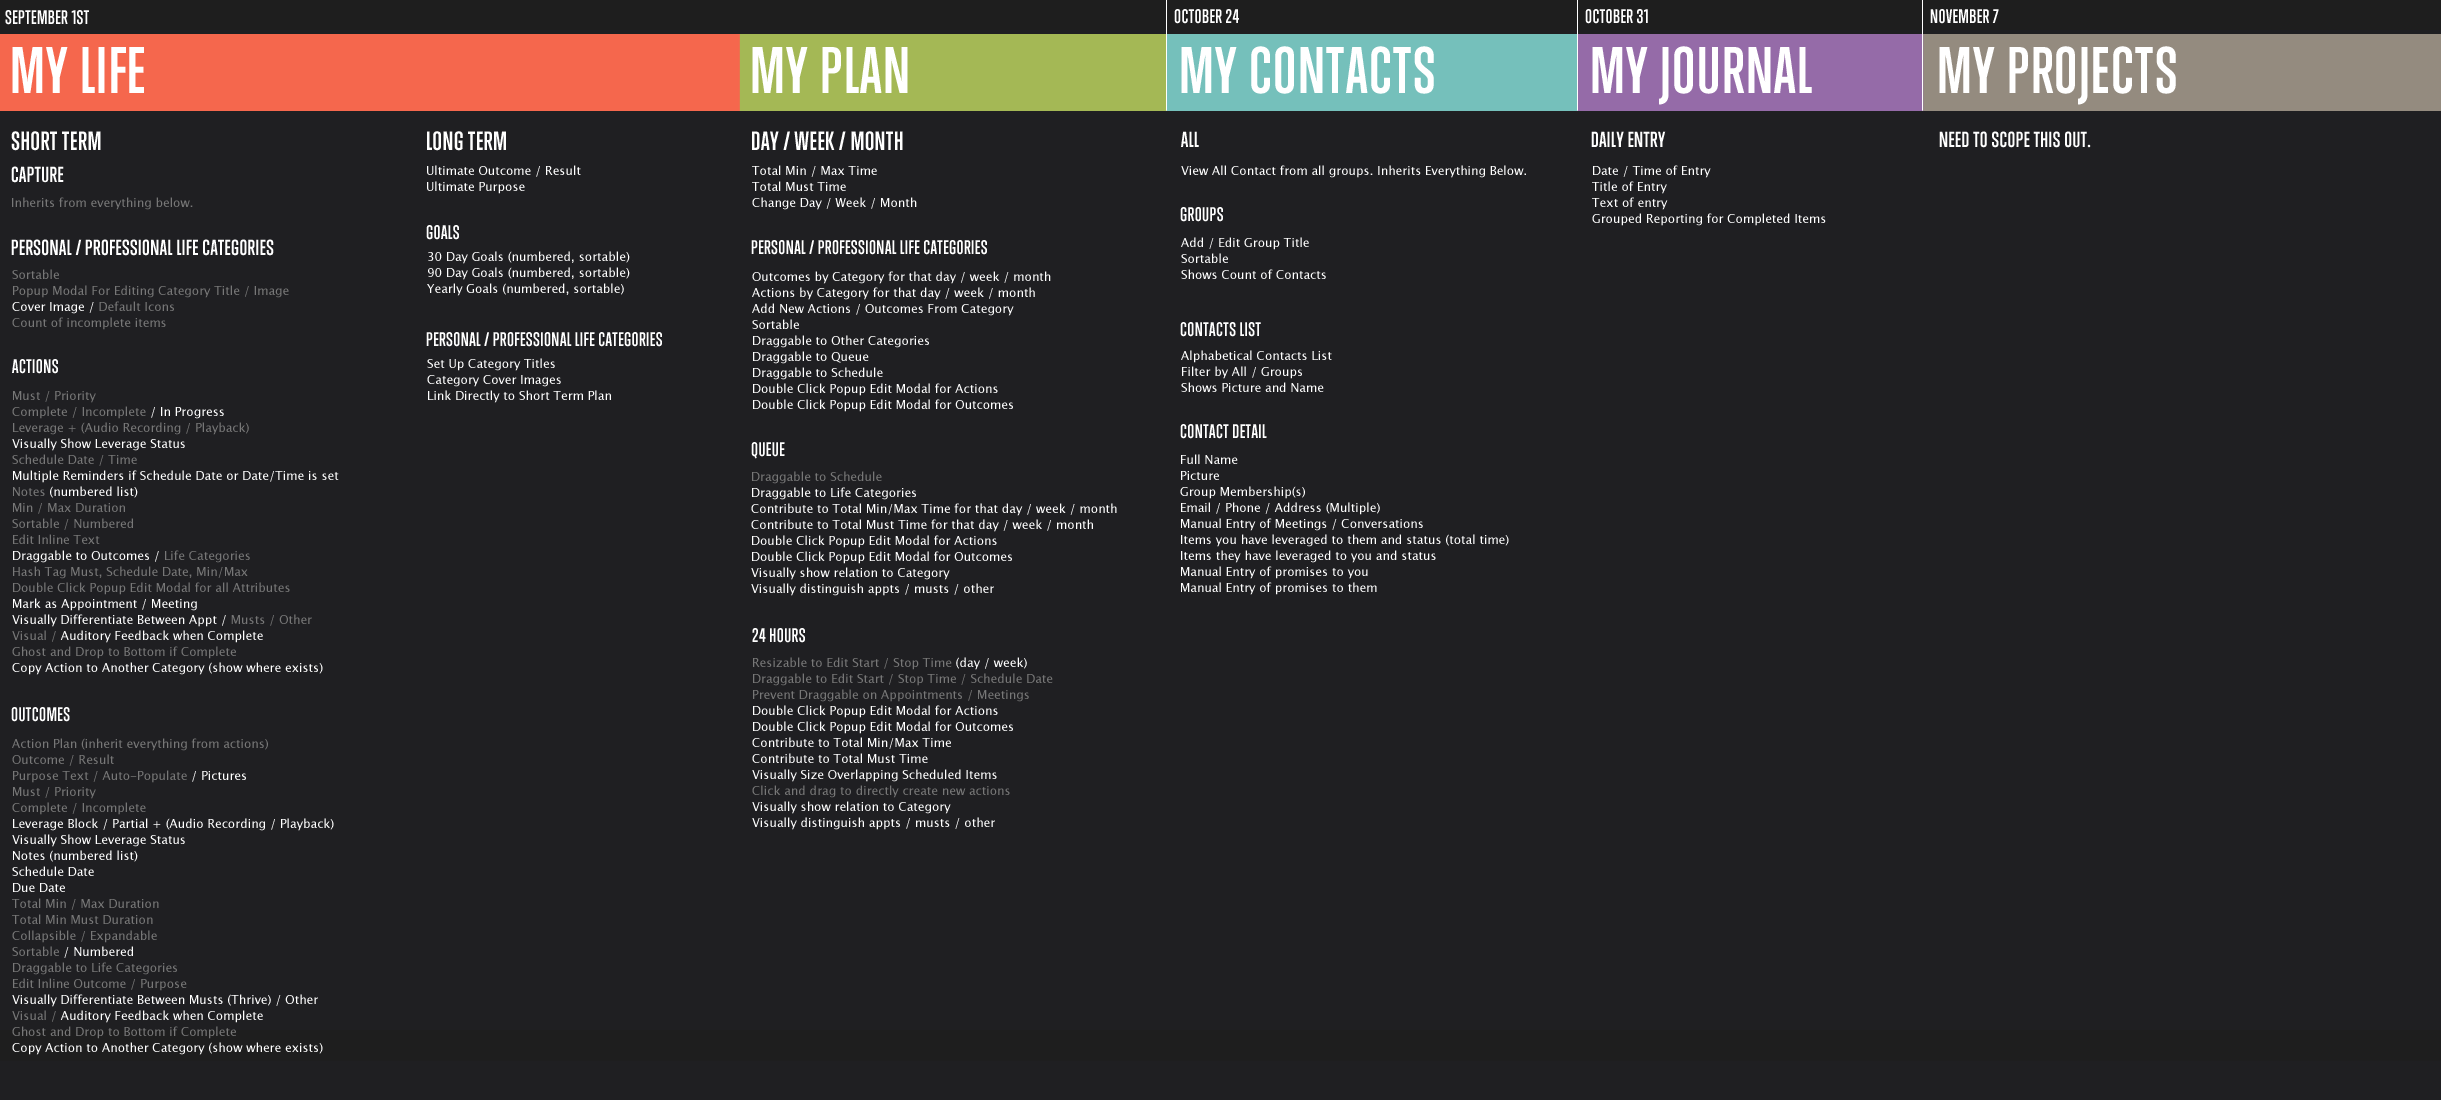 SEPTEMBER 1ST
MY LIFE
SHORT TERM
CAPTURE
Inherits from everything below.
PERSONAL / PROFESSIONAL LIFE CATEGORIES
Sortable
Popup Modal For Editing Category Title / Image
Cover Image / Default Icons
Count of incomplete items
ACTIONS
Must / Priority
Complete / Incomplete / In Progress
Leverage + (Audio Recording / Playback)
Visually Show Leverage Status
Schedule Date / Time
Multiple Reminders if Schedule Date or Date/Time is set
Notes (numbered list)
Min / Max Duration
Sortable / Numbered
Edit Inline Text
Draggable to Outcomes / Life Categories
Hash Tag Must, Schedule Date, Min/Max
Double Click Popup Edit Modal for all Attributes
Mark as Appointment / Meeting
Visually Differentiate Between Appt / Musts / Other
Visual / Auditory Feedback when Complete
Ghost and Drop to Bottom if Complete
Copy Action to Another Category (show where exists)
OUTCOMES
Action Plan (inherit everything from actions)
Outcome / Result
Purpose Text / Auto-Populate / Pictures
Must / Priority
Complete / Incomplete
Leverage Block / Partial + (Audio Recording / Playback)
Visually Show Leverage Status
Notes (numbered list)
Schedule Date
Due Date
Total Min / Max Duration
Total Min Must Duration
Collapsible / Expandable
Sortable / Numbered
Draggable to Life Categories
Edit Inline Outcome / Purpose
Visually Differentiate Between Musts (Thrive) / Other
Visual / Auditory Feedback when Complete
Ghost and Drop to Bottom if Complete
Copy Action to Another Category (show where exists)
LONG TERM
Ultimate Outcome / Result
Ultimate Purpose
GOALS
30 Day Goals (numbered, sortable)
90 Day Goals (numbered, sortable)
Yearly Goals (numbered, sortable)
PERSONAL / PROFESSIONAL LIFE CATEGORIES
Set Up Category Titles
Category Cover Images
Link Directly to Short Term Plan
MY PLAN
DAY / WEEK / MONTH
Total Min / Max Time
Total Must Time
Change Day / Week / Month
PERSONAL / PROFESSIONAL LIFE CATEGORIES
Outcomes by Category for that day / week / month
Actions by Category for that day / week / month
Add New Actions / Outcomes From Category
Sortable
Draggable to Other Categories
Draggable to Queue
Draggable to Schedule
Double Click Popup Edit Modal for Actions
Double Click Popup Edit Modal for Outcomes
QUEUE
Draggable to Schedule
Draggable to Life Categories
Contribute to Total Min/Max Time for that day / week / month
Contribute to Total Must Time for that day / week / month
Double Click Popup Edit Modal for Actions
Double Click Popup Edit Modal for Outcomes
Visually show relation to Category
Visually distinguish appts / musts / other
24 HOURS
Resizable to Edit Start / Stop Time (day / week)
Draggable to Edit Start / Stop Time / Schedule Date
Prevent Draggable on Appointments / Meetings
Double Click Popup Edit Modal for Actions
Double Click Popup Edit Modal for Outcomes
Contribute to Total Min/Max Time
Contribute to Total Must Time
Visually Size Overlapping Scheduled Items
Click and drag to directly create new actions
Visually show relation to Category
Visually distinguish appts / musts / other
OCTOBER 24
MY CONTACTS
ALL
View All Contact from all groups. Inherits Everything Below.
GROUPS
Add / Edit Group Title
Sortable
Shows Count of Contacts
CONTACTS LIST
Alphabetical Contacts List
Filter by All / Groups
Shows Picture and Name
CONTACT DETAIL
Full Name
Picture
Group Membership(s)
Email / Phone / Address (Multiple)
Manual Entry of Meetings / Conversations
Items you have leveraged to them and status (total time)
Items they have leveraged to you and status
Manual Entry of promises to you
Manual Entry of promises to them
OCTOBER 31
MY JOURNAL
DAILY ENTRY
Date / Time of Entry
Title of Entry
Text of entry
Grouped Reporting for Completed Items
NOVEMBER 7
MY PROJECTS
NEED TO SCOPE THIS OUT.